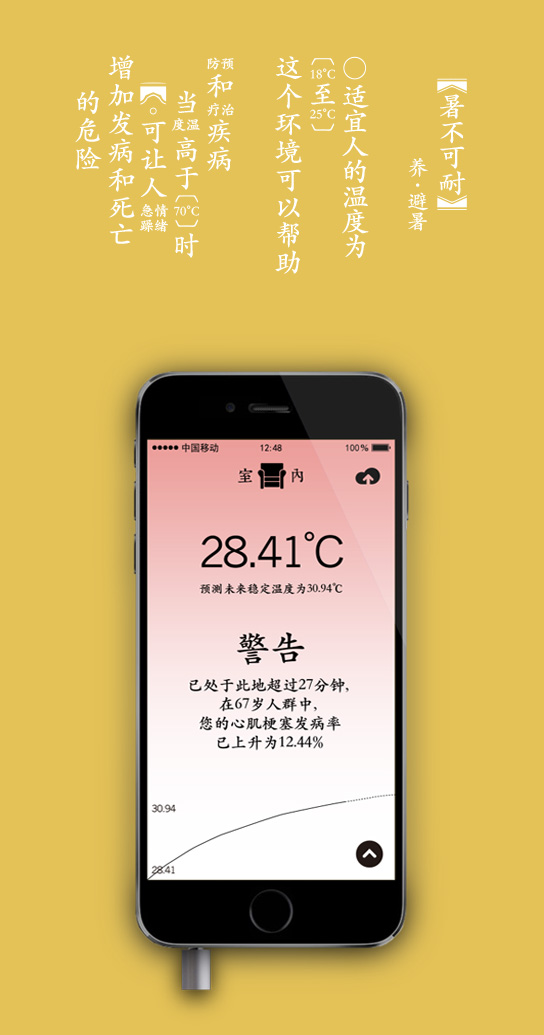 【暑不可耐】
养·避暑
○适宜人的温度为
〔18℃至25℃〕
这个环境可以帮助
预防和治疗疾病
当温度高于〔70℃〕时
【。可让人情绪急躁
增加发病和死亡
的危险
中国移动 12:48 100%
室 內
28.41℃
预测未来稳定温度为30.94℃
警告
已处于此地超过27分钟,
在67岁人群中,
您的心肌梗塞发病率
已上升为12.44%
30.94
28.41